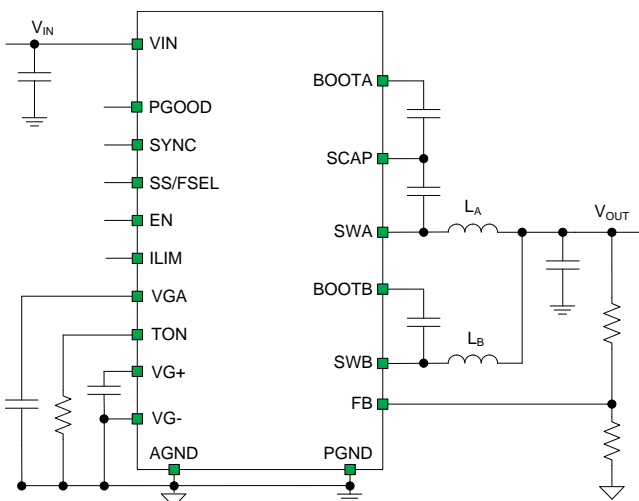 VIN
VIN
PGOOD
SYNC
SS/FSEL
EN
ILIM
VGA
TON
VG+
VG-
AGND
PGND
BOOTA
SCAP
SWA
LA
VOUT
BOOTB
LB
SWB
FB